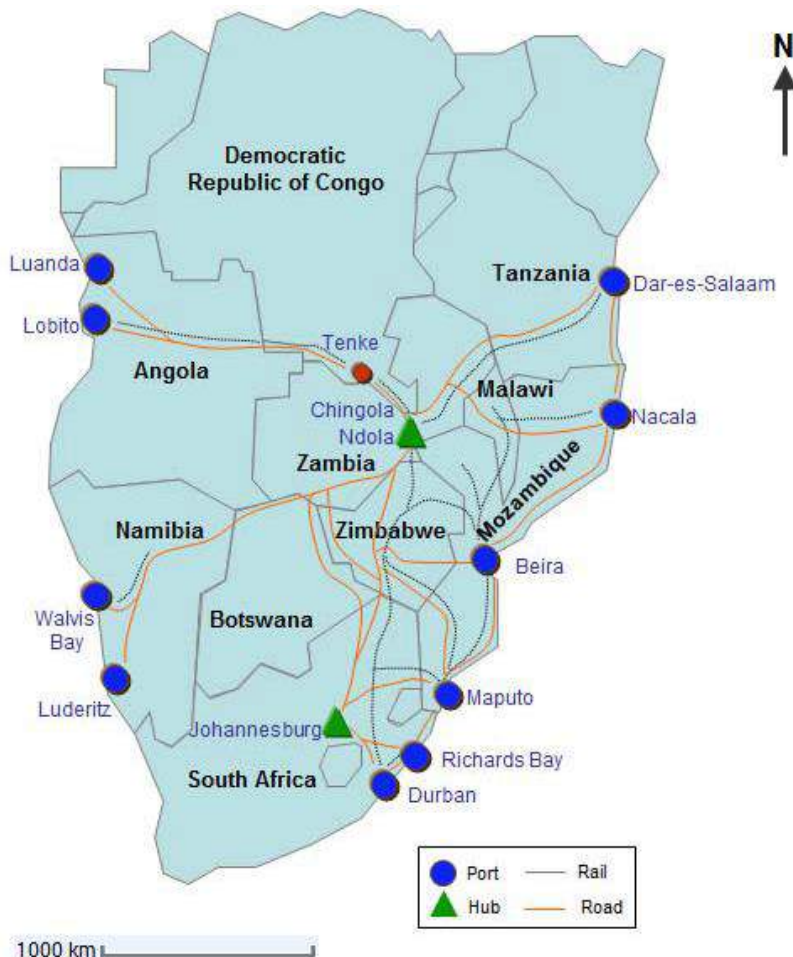 N
Democratic
Republic of Congo
Luanda
Tanzania
Dar-es-Salaam
Lobito
Tenke
Angola
Malawi
Chingola
Nacala
Ndola
Zambia
Mozambique
Namibia
Zimbabwe
Beira
Walvis
Bay
Botswana
Luderitz
Maputo
Johannesburg
Richards Bay
South Africa
Durban
Port Rail
Hub Road
1000 km